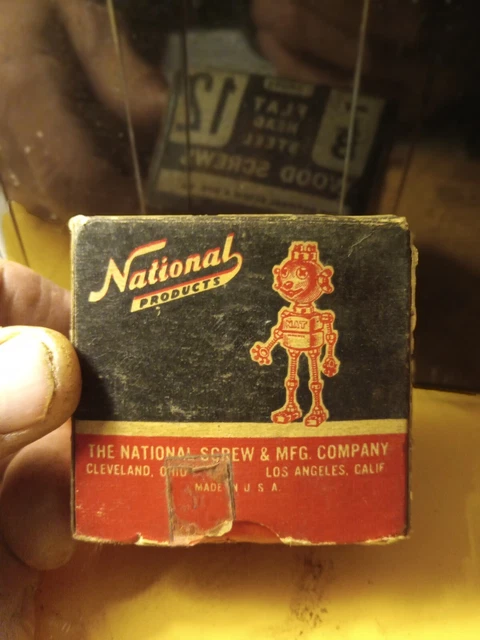 National
PRODUCTS
NAT
THE NATIONAL SCREW & MFG. COMPANY
CLEVELAND, OHIO LOS ANGELES, CALIF
MADE IN U.S.A.
12
FLAT
HEAD
STEEL
WOOD SCREWS